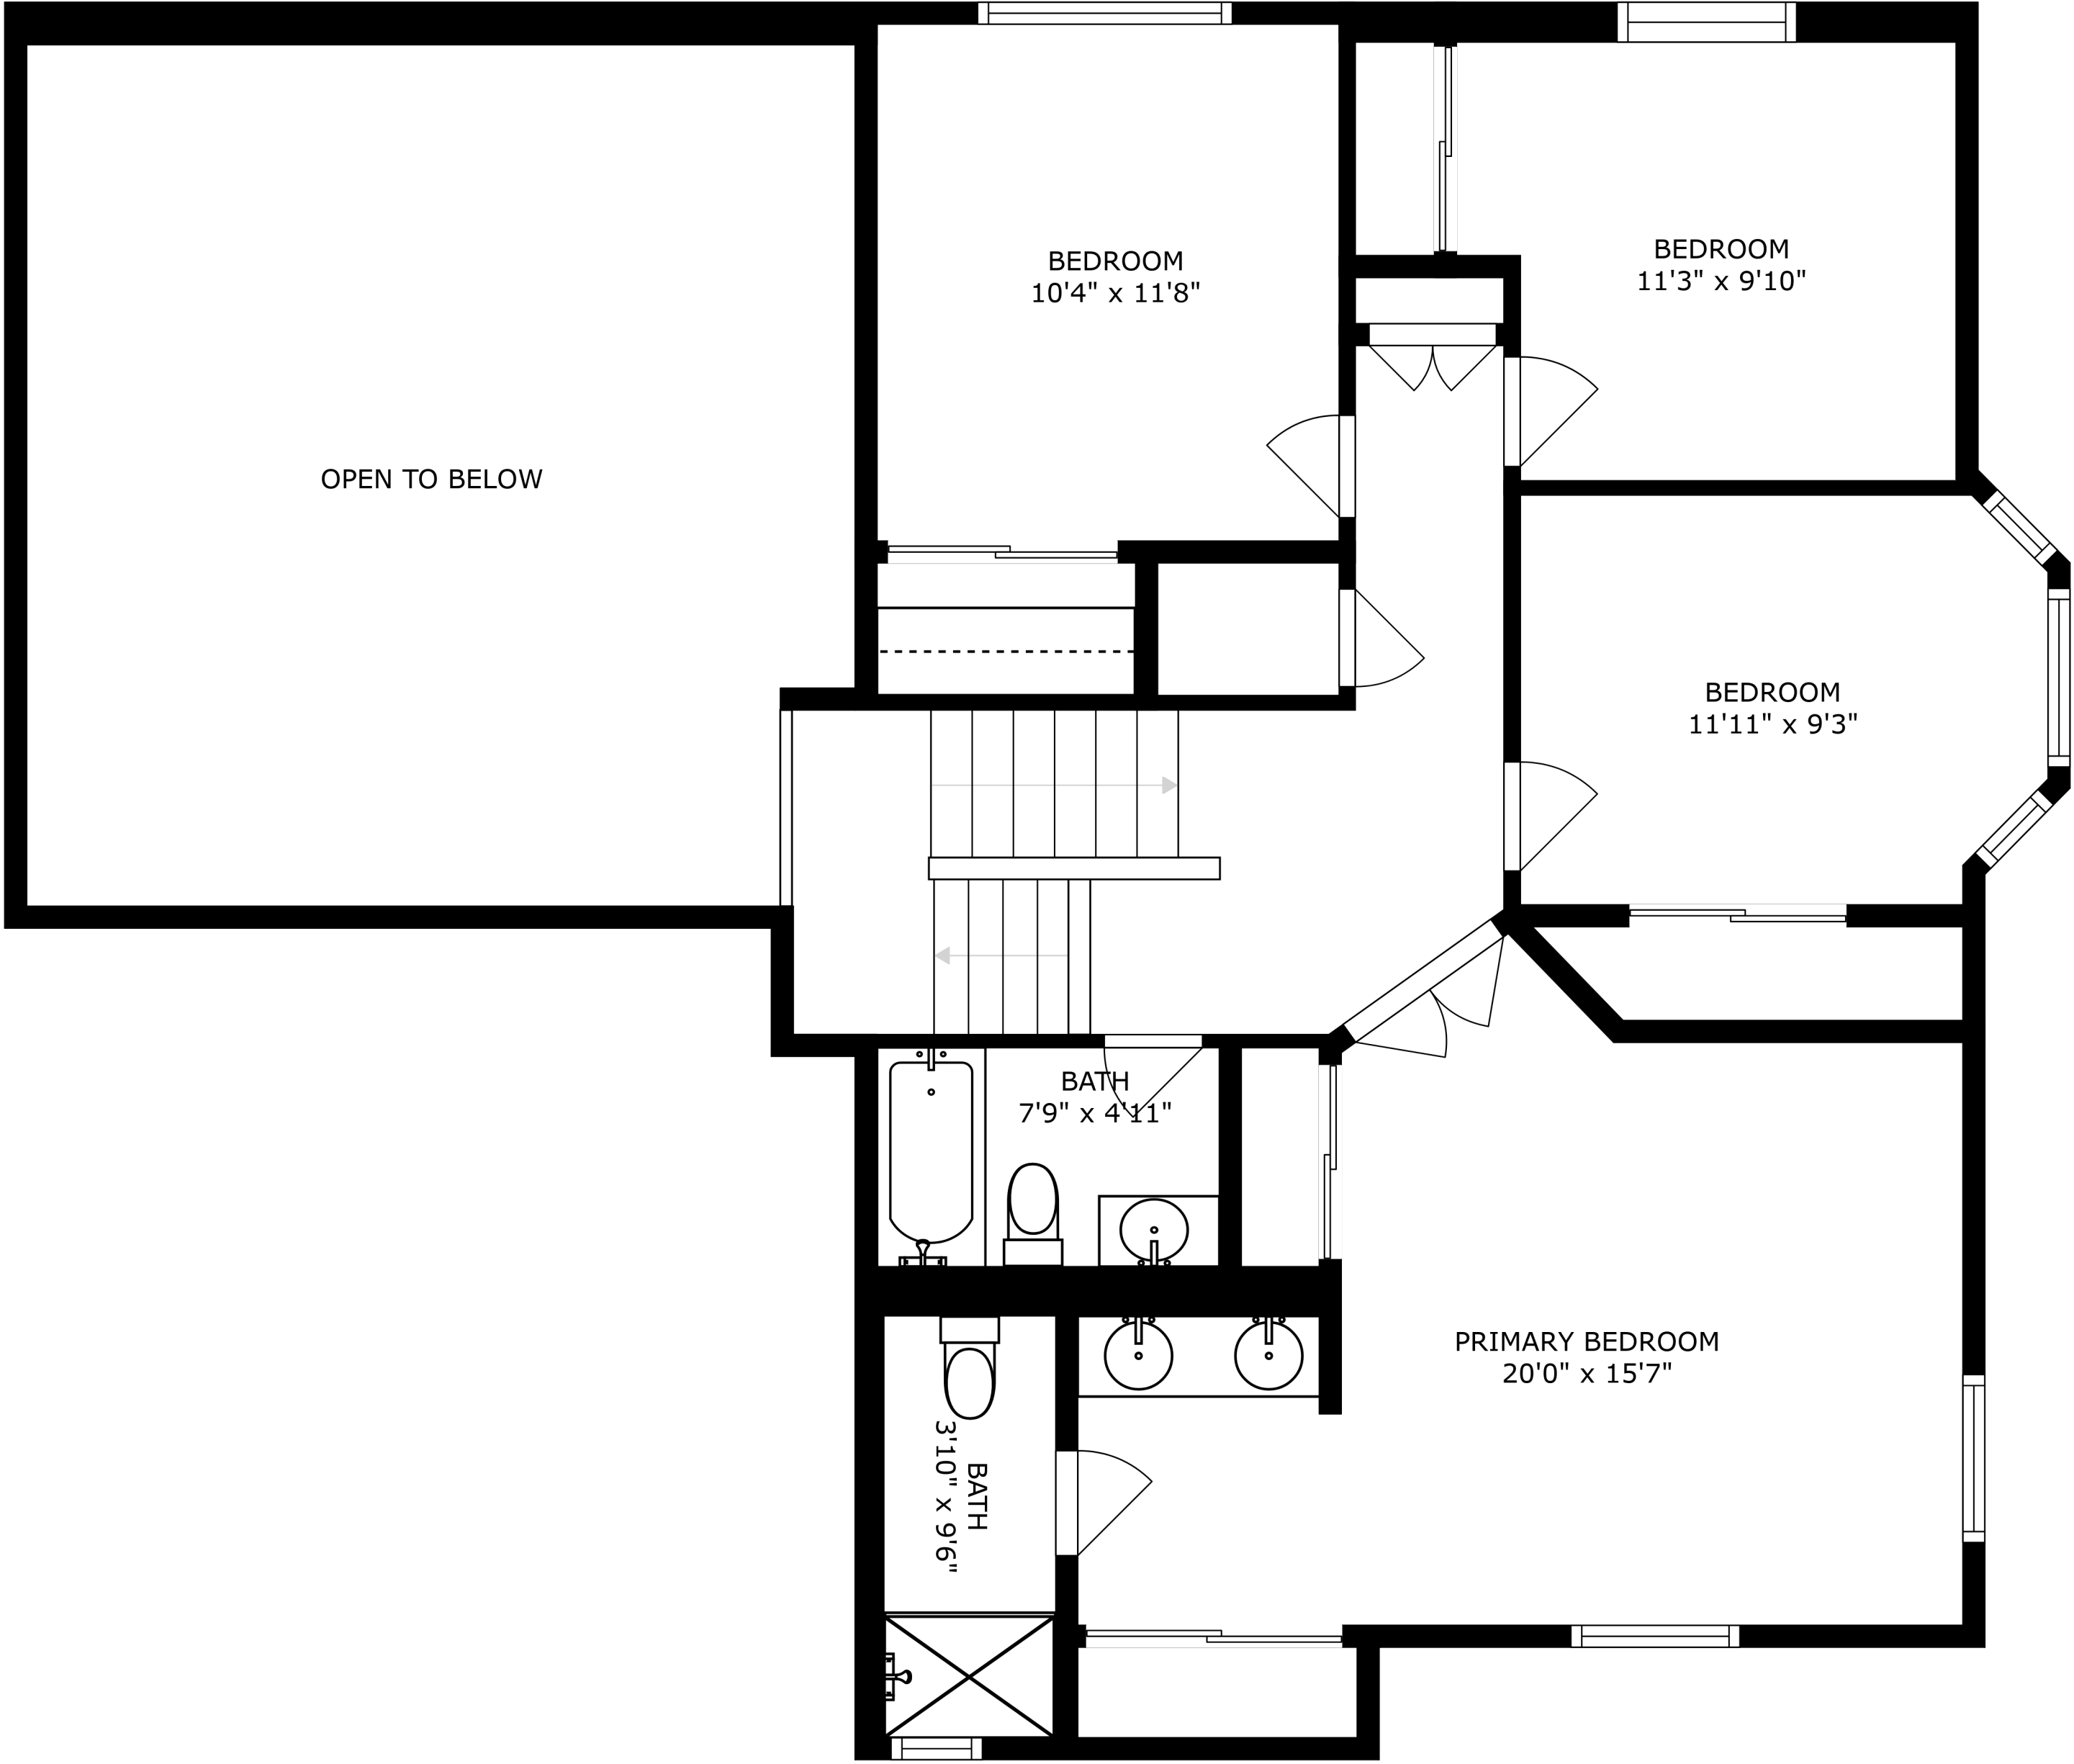 BEDROOM
10'4" x 11'8"
BEDROOM
11'3" x 9'10"
OPEN TO BELOW
BEDROOM
11'11" x 9'3"
BATH
7'9" x 4'11"
PRIMARY BEDROOM
20'0" x 15'7"
BATH
3'10" x 9'6"